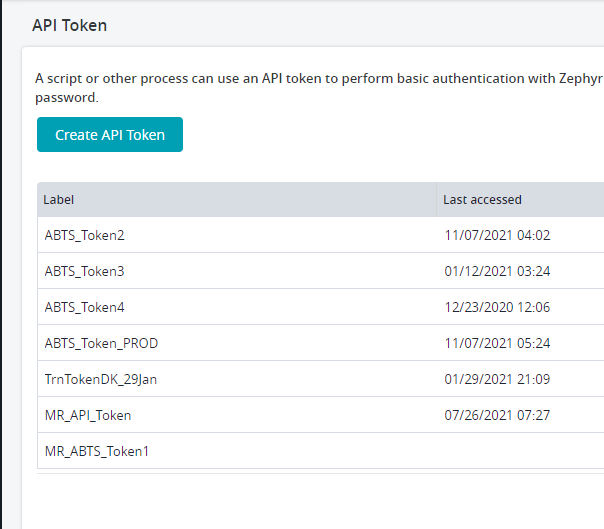 API Token
A script or other process can use an API token to perform basic authentication with Zephyr
password.
Create API Token
Label Last accessed
ABTS_Token2 11/07/2021 04:02
ABTS_Token3 01/12/2021 03:24
ABTS_Token4 12/23/2020 12:06
ABTS_Token_PROD 11/07/2021 05:24
TrnTokenDK_29Jan 01/29/2021 21:09
MR_API_Token 07/26/2021 07:27
MR_ABTS_Token1